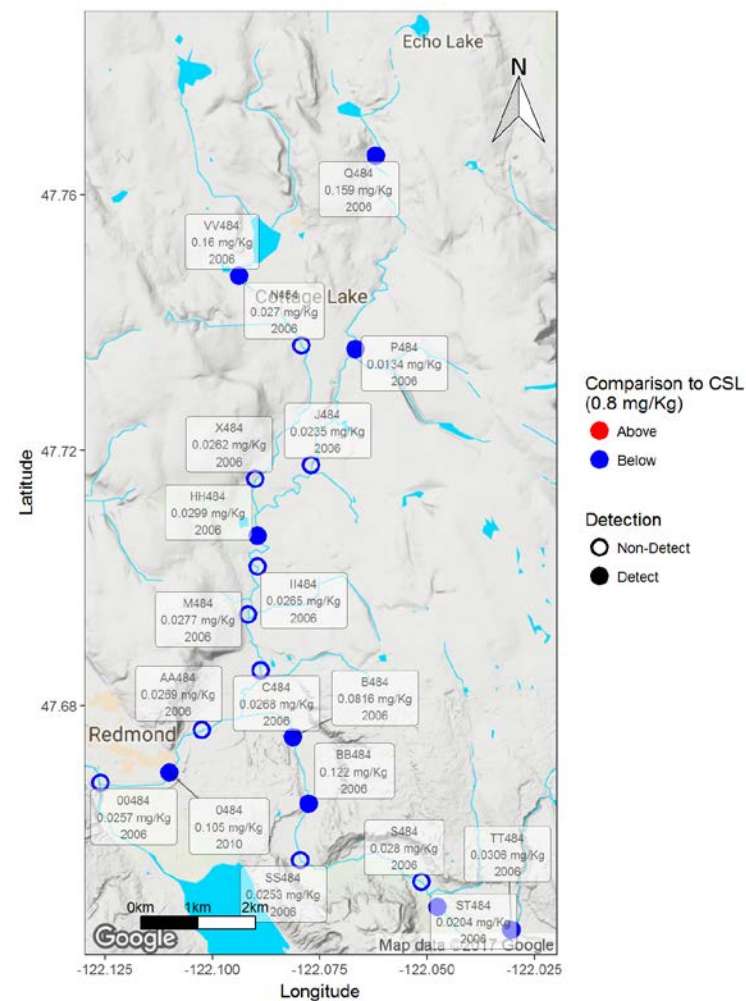 Echo Lake
N
47.76
Q484
0.159 mg/Kg
2006
VV484
0.16 mg/Kg
2006
Cottage Lake
N484
0.027 mg/Kg
2006
P484
0.0134 mg/Kg
2006
J484
0.0235 mg/Kg
2006
X484
0.0262 mg/Kg
2006
47.72
HH484
0.0299 mg/Kg
2006
II484
0.0265 mg/Kg
2006
M484
0.0277 mg/Kg
2006
AA484
0.0269 mg/Kg
2006
C484
0.0268 mg/Kg
2006
B484
0.0816 mg/Kg
2006
47.68
Redmond
BB484
0.122 mg/Kg
2006
00484
0.0257 mg/Kg
2006
0484
0.105 mg/Kg
2010
S484
0.028 mg/Kg
2006
TT484
0.0306 mg/Kg
2006
SS484
0.0253 mg/Kg
2006
ST484
0.0204 mg/Kg
2006
0km 1km 2km
Google
Map data ©2017 Google
-122.125 -122.100 -122.075 -122.050 -122.025
Longitude
Latitude
Comparison to CSL
(0.8 mg/Kg)
Above
Below
Detection
Non-Detect
Detect